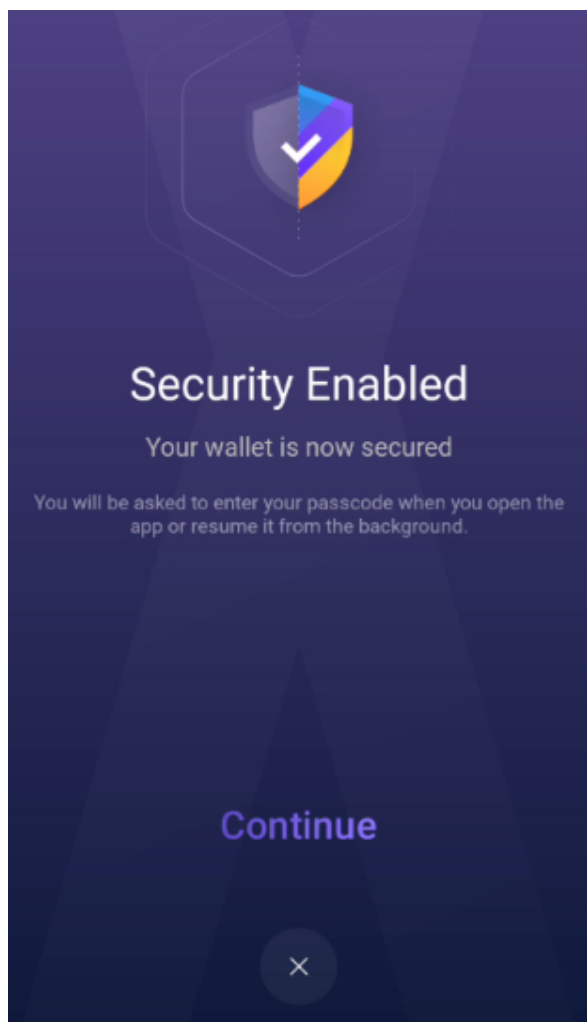 Security Enabled
Your wallet is now secured
You will be asked to enter your passcode when you open the
app or resume it from the background.
Continue